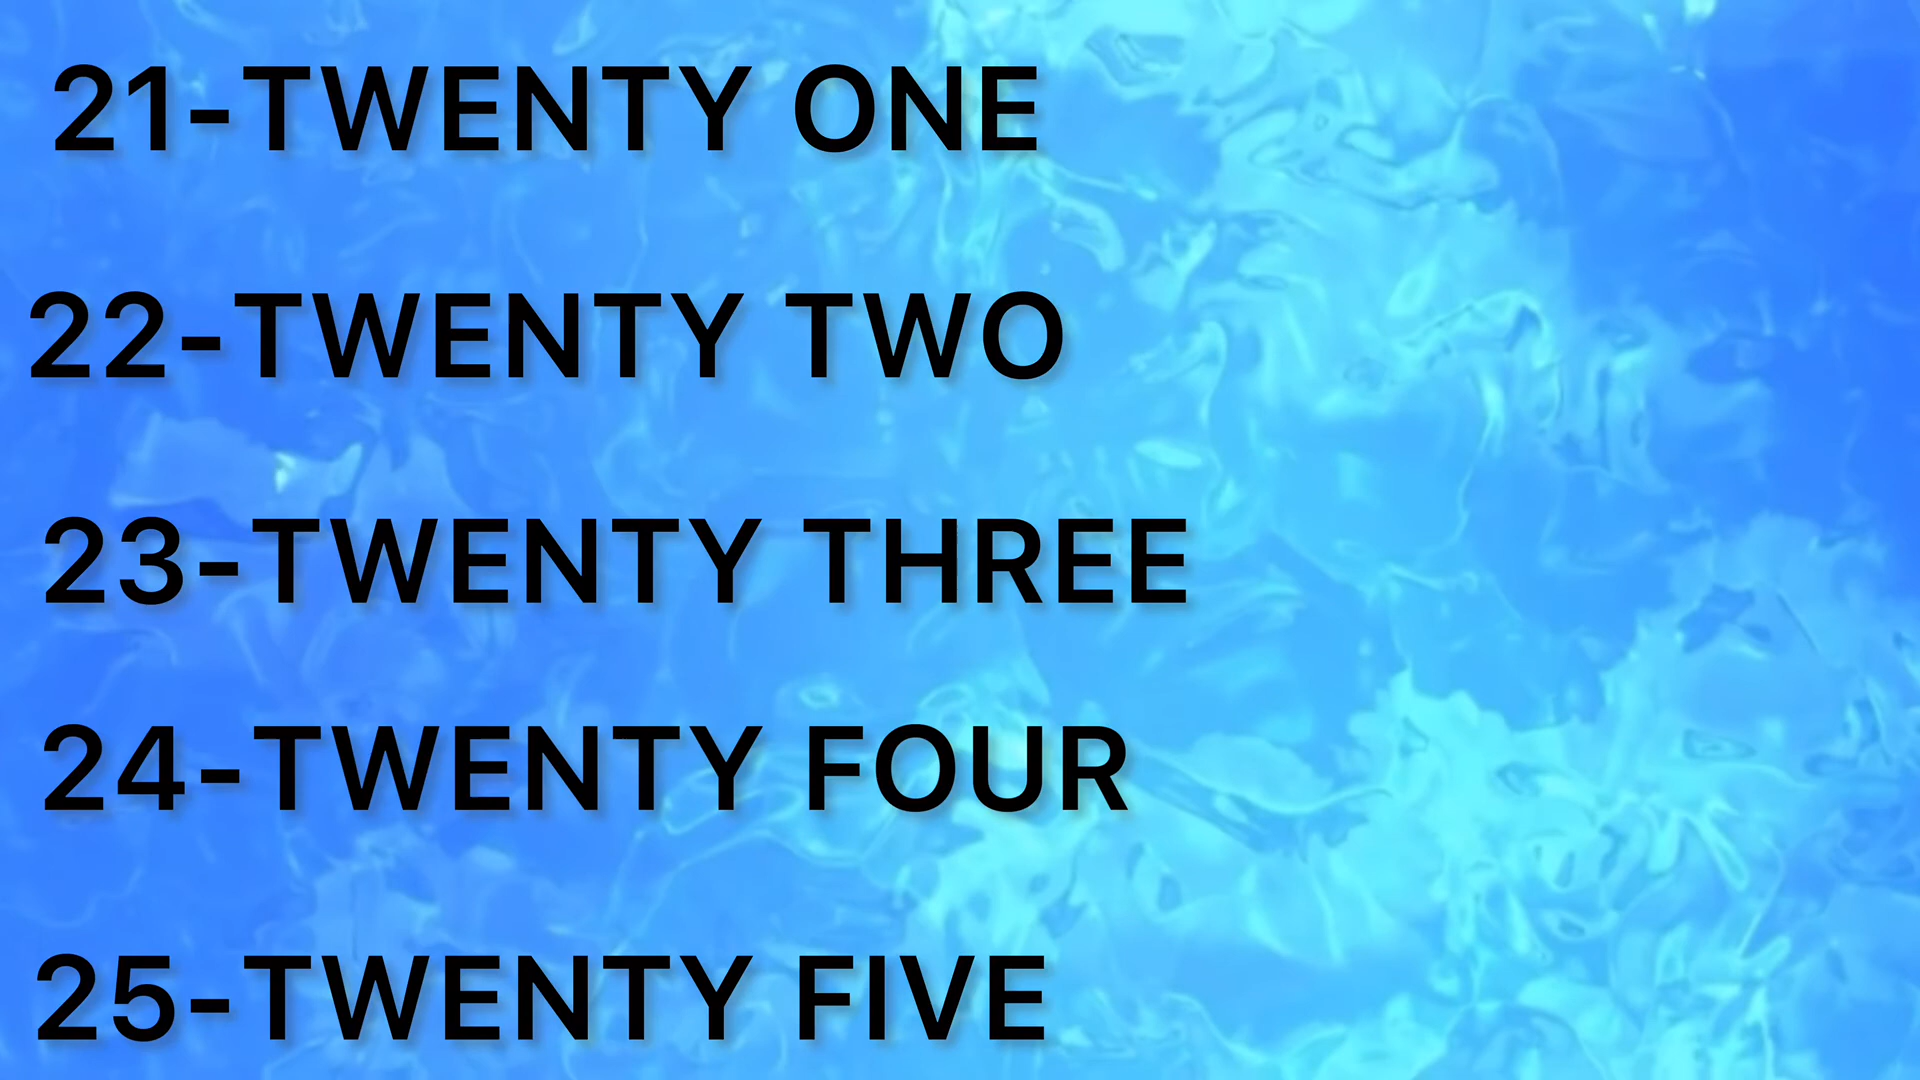 21-TWENTY ONE
22-TWENTY TWO
23-TWENTY THREE
24-TWENTY FOUR
25-TWENTY FIVE